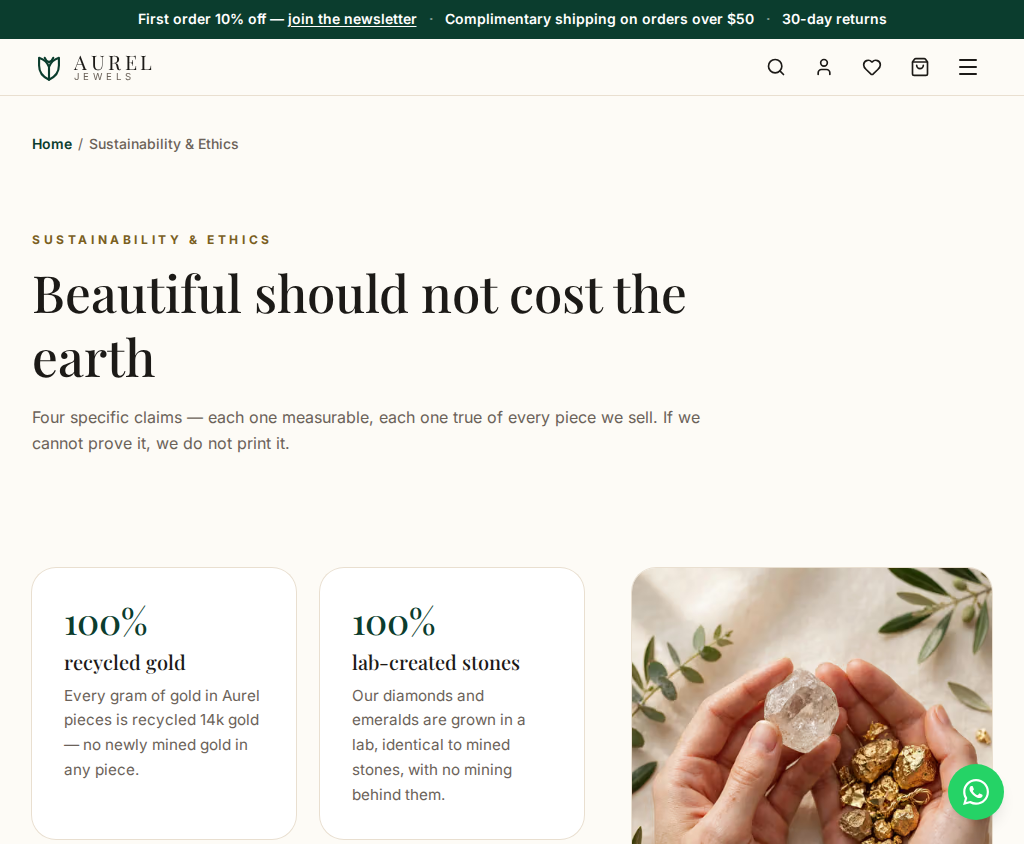 First order 10% off — join the newsletter · Complimentary shipping on orders over $50 · 30-day returns
AUREL
JEWELS
Home / Sustainability & Ethics
SUSTAINABILITY & ETHICS
Beautiful should not cost the
earth
Four specific claims — each one measurable, each one true of every piece we sell. If we
cannot prove it, we do not print it.
100%
recycled gold
Every gram of gold in Aurel
pieces is recycled 14k gold
— no newly mined gold in
any piece.
100%
lab-created stones
Our diamonds and
emeralds are grown in a
lab, identical to mined
stones, with no mining
behind them.